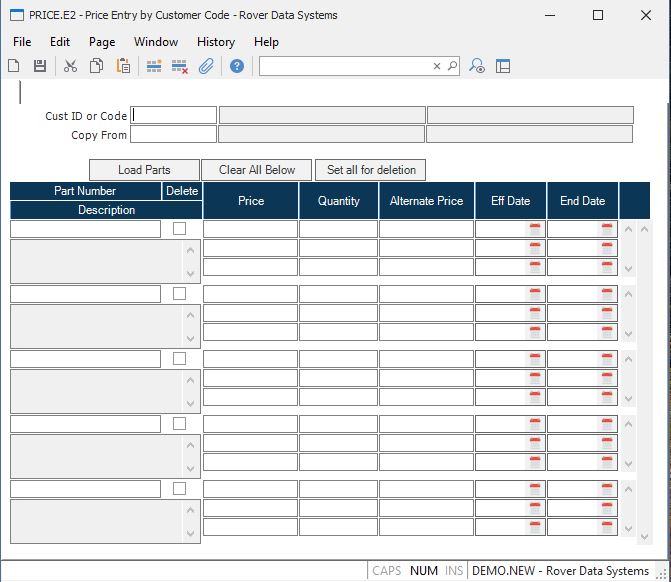 PRICE.E2 - Price Entry by Customer Code - Rover Data Systems
File Edit Page Window History Help
Cust ID or Code
Copy From
Load Parts Clear All Below Set all for deletion
Part Number Delete Price Quantity Alternate Price Eff Date End Date
Description
CAPS NUM INS DEMO.NEW - Rover Data Systems